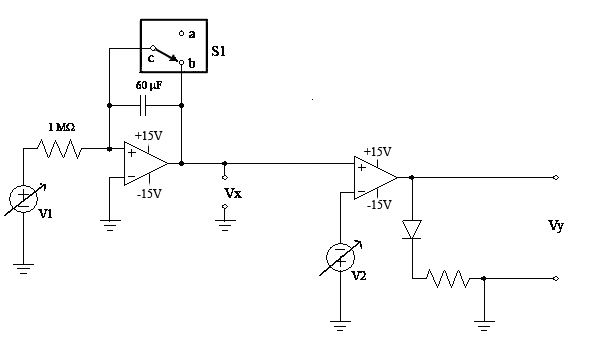 a
S1
c
b
60 µF
1 MΩ
+15V
+
−
-15V
+
−
V1
Vx
+15V
+
−
-15V
Vy
−
+
V2